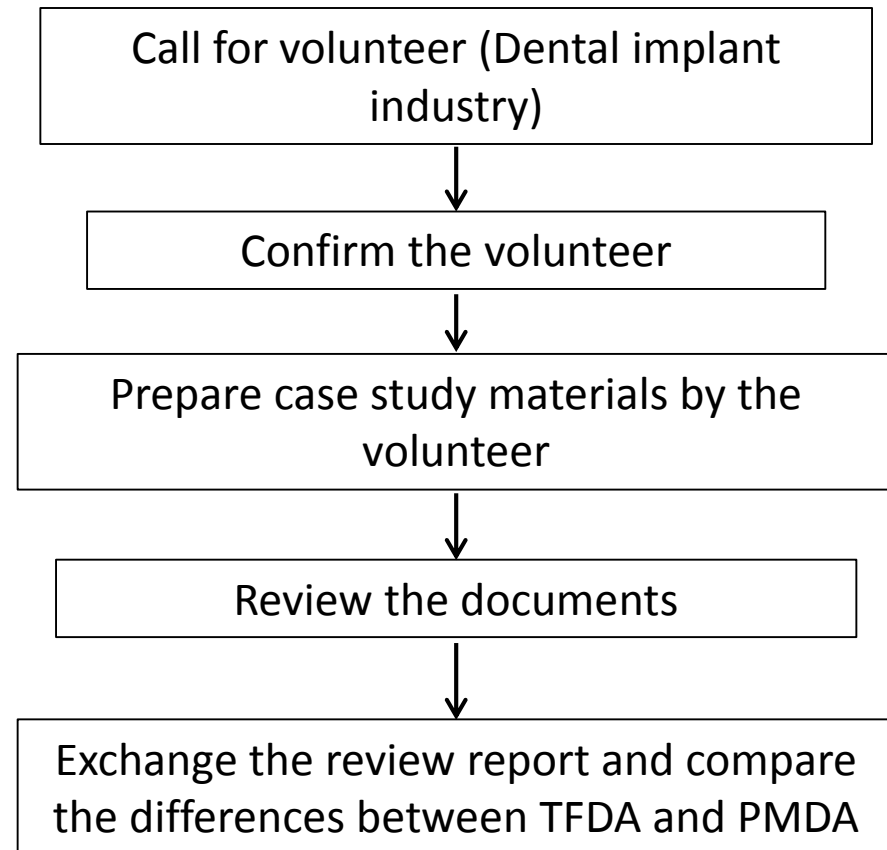 Call for volunteer (Dental implant
industry)
Confirm the volunteer
Prepare case study materials by the
volunteer
Review the documents
Exchange the review report and compare
the differences between TFDA and PMDA